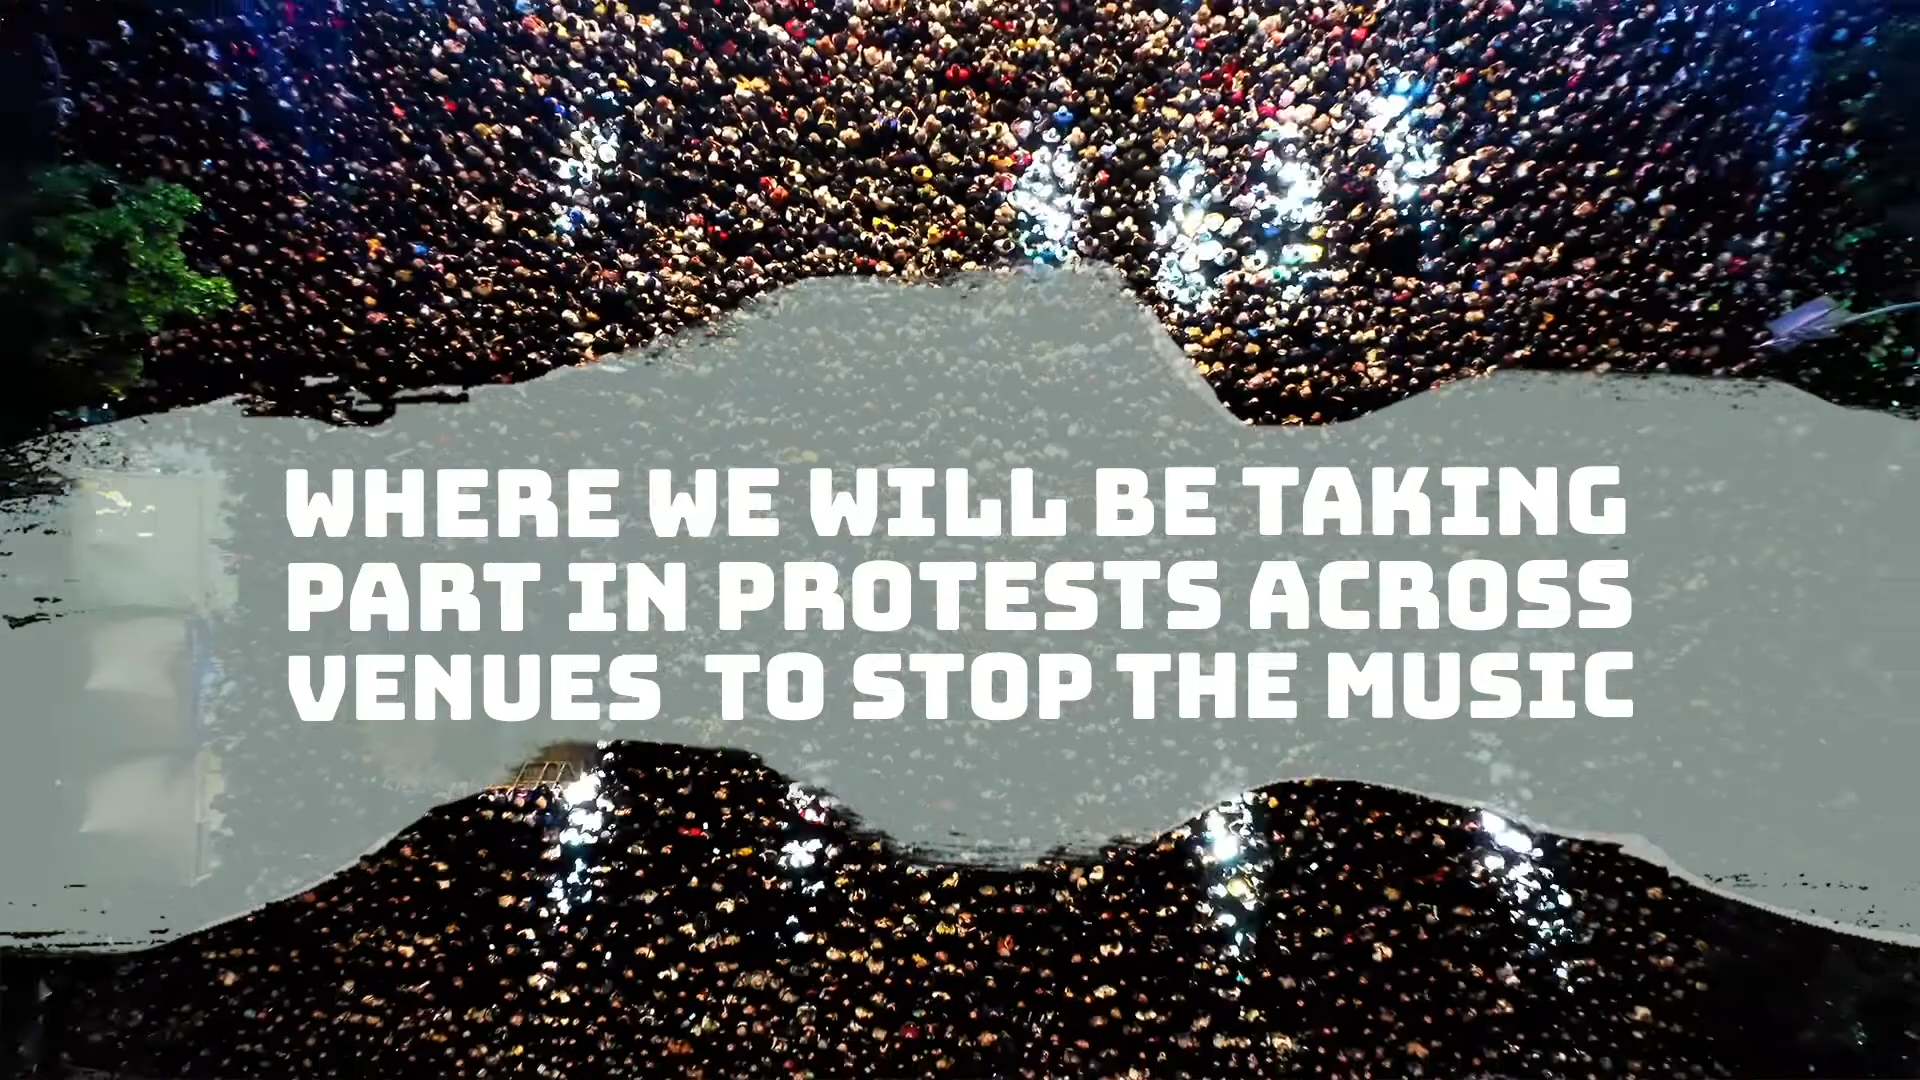 WHERE WE WILL BE TAKING
PART IN PROTESTS ACROSS
VENUES TO STOP THE MUSIC